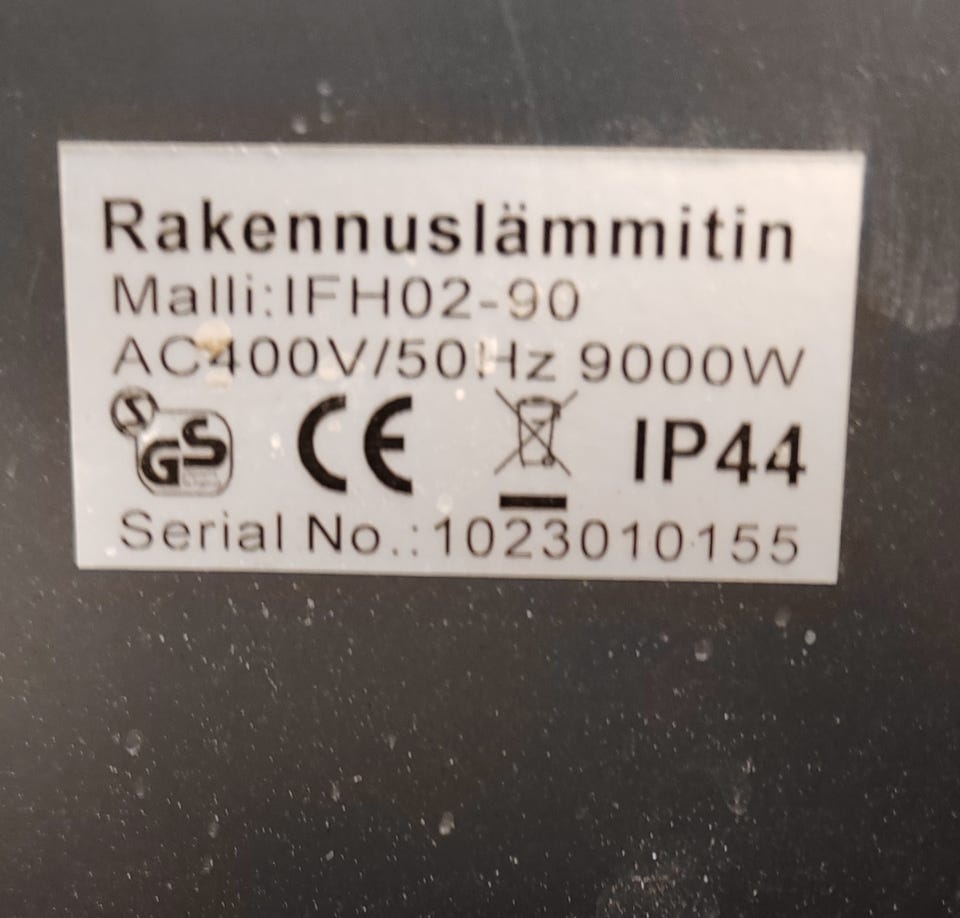 Rakennuslämmitin
Malli:IFH02-90
AC400V/50Hz 9000W
GS CE IP44
Serial No.:1023010155